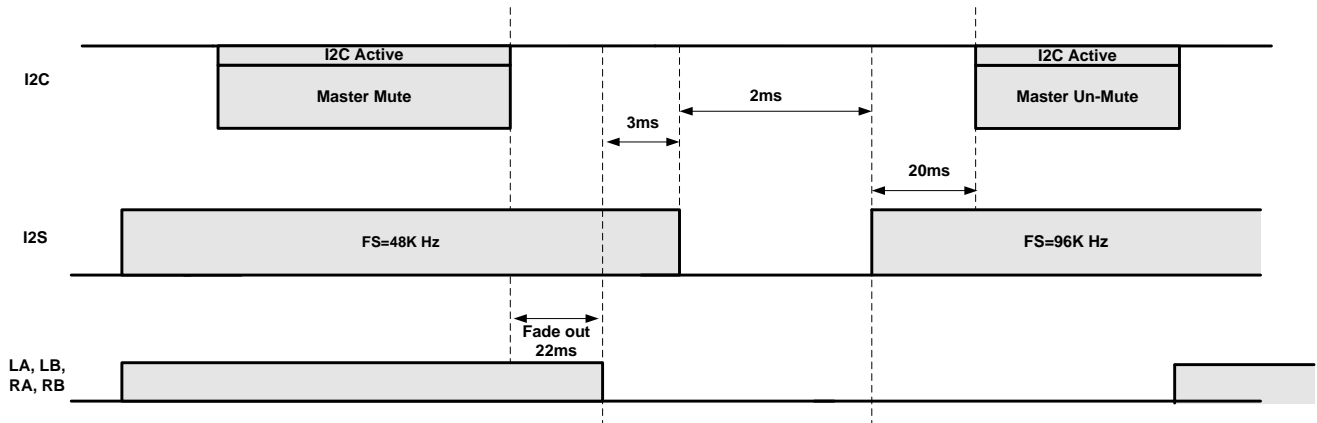 I2C
I2C Active
Master Mute
I2C Active
Master Un-Mute
2ms
3ms
20ms
I2S
FS=48K Hz
FS=96K Hz
Fade out
22ms
LA, LB,
RA, RB